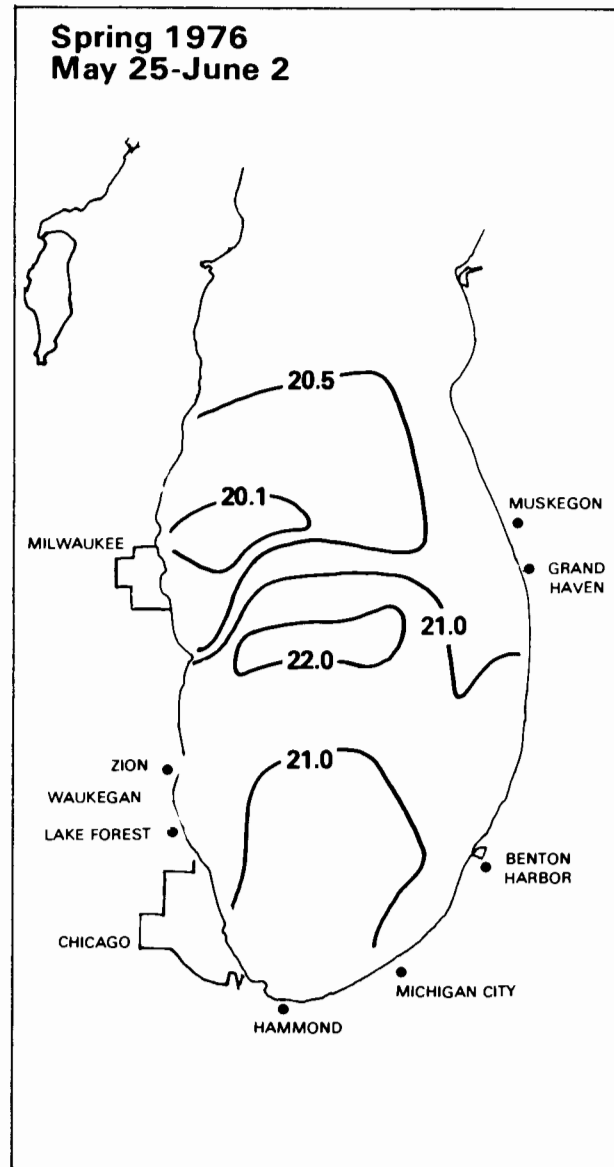 Spring 1976
May 25-June 2
20.5
20.1
MUSKEGON
MILWAUKEE
GRAND
HAVEN
21.0
22.0
ZION
21.0
WAUKEGAN
LAKE FOREST
BENTON
HARBOR
CHICAGO
MICHIGAN CITY
HAMMOND